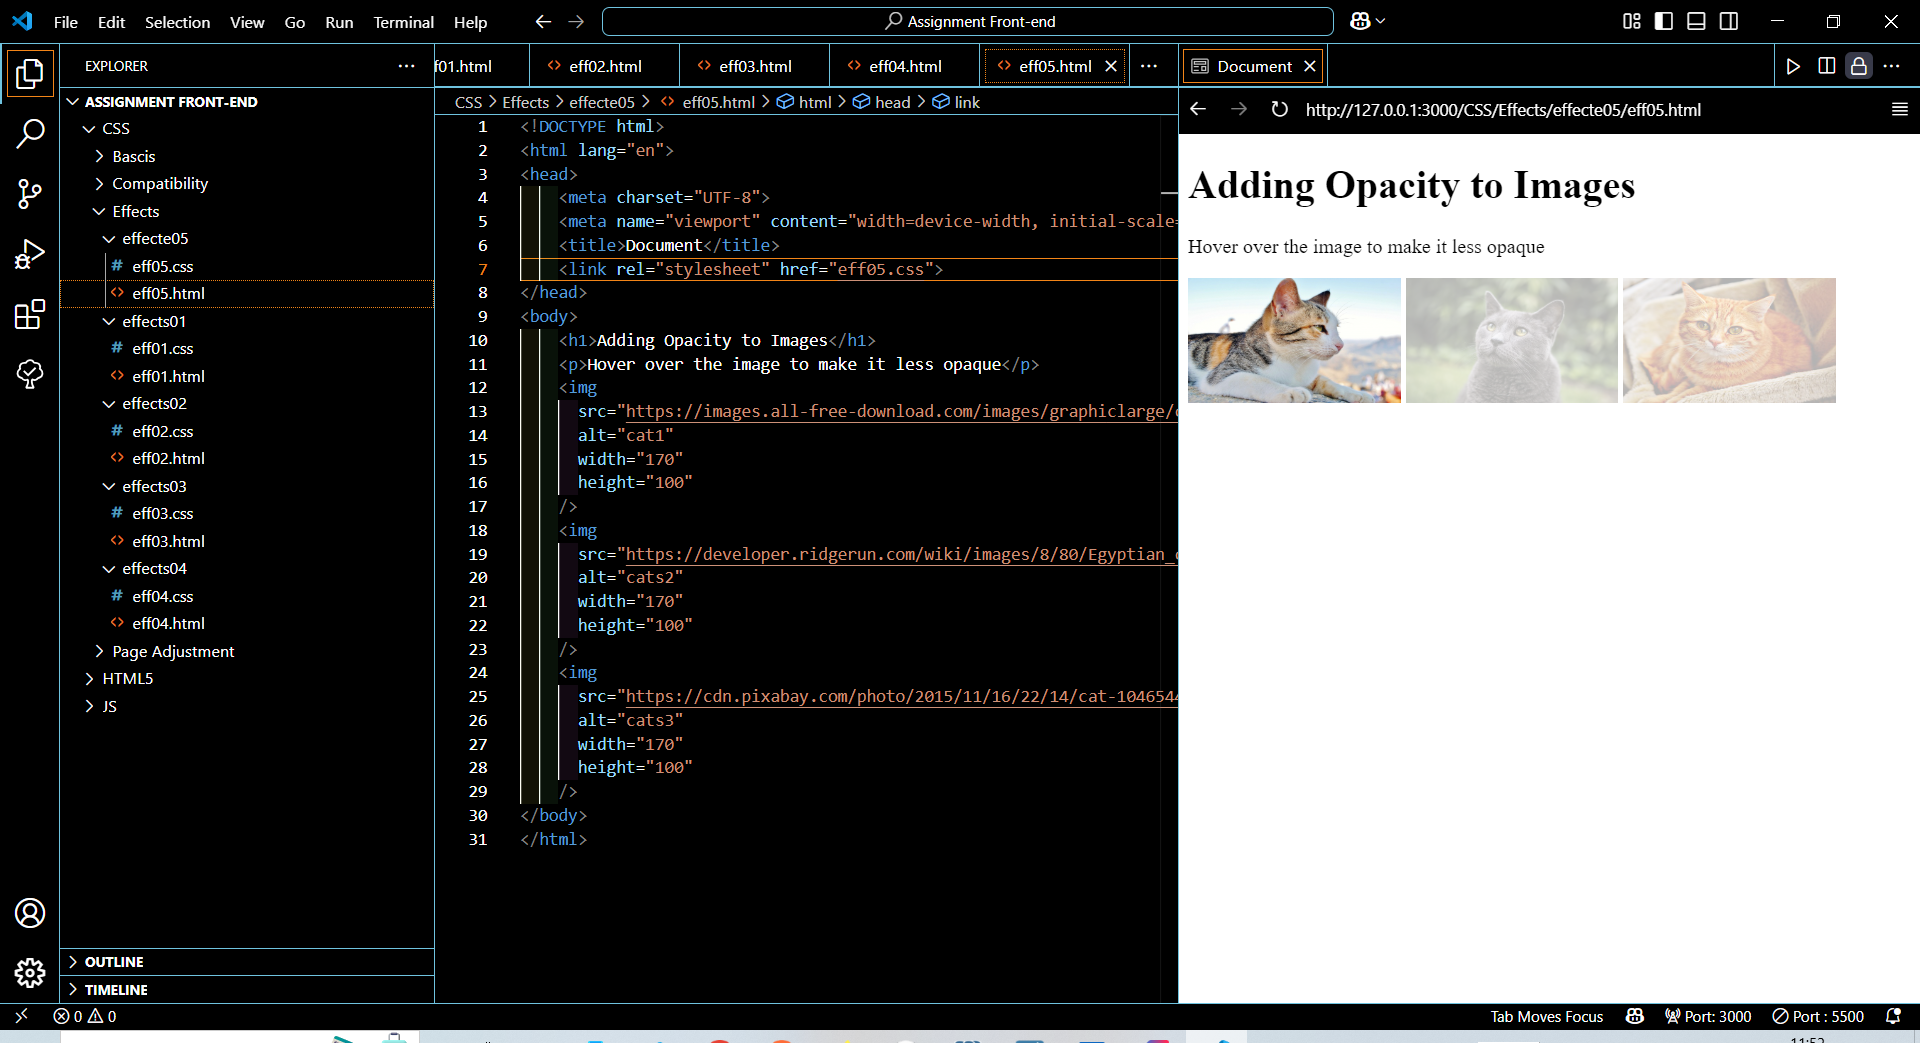 File Edit Selection View Go Run Terminal Help
Assignment Front-end
EXPLORER
f01.html eff02.html eff03.html eff04.html eff05.html
Document
ASSIGNMENT FRONT-END
CSS
Bascis
Compatibility
Effects
effecte05
eff05.css
eff05.html
effects01
eff01.css
eff01.html
effects02
eff02.css
eff02.html
effects03
eff03.css
eff03.html
effects04
eff04.css
eff04.html
Page Adjustment
HTML5
JS
OUTLINE
TIMELINE
CSS > Effects > effecte05 > eff05.html > html > head > link
1 <!DOCTYPE html>
2 <html lang="en">
3 <head>
4 <meta charset="UTF-8">
5 <meta name="viewport" content="width=device-width, initial-scale=
6 <title>Document</title>
7 <link rel="stylesheet" href="eff05.css">
8 </head>
9 <body>
10 <h1>Adding Opacity to Images</h1>
11 <p>Hover over the image to make it less opaque</p>
12 <img
13 src="https://images.all-free-download.com/images/graphiclarge/
14 alt="cat1"
15 width="170"
16 height="100"
17 />
18 <img
19 src="https://developer.ridgerun.com/wiki/images/8/80/Egyptian_
20 alt="cats2"
21 width="170"
22 height="100"
23 />
24 <img
25 src="https://cdn.pixabay.com/photo/2015/11/16/22/14/cat-1046544
26 alt="cats3"
27 width="170"
28 height="100"
29 />
30 </body>
31 </html>
http://127.0.0.1:3000/CSS/Effects/effecte05/eff05.html
Adding Opacity to Images
Hover over the image to make it less opaque
0 0
Tab Moves Focus Port: 3000 Port : 5500